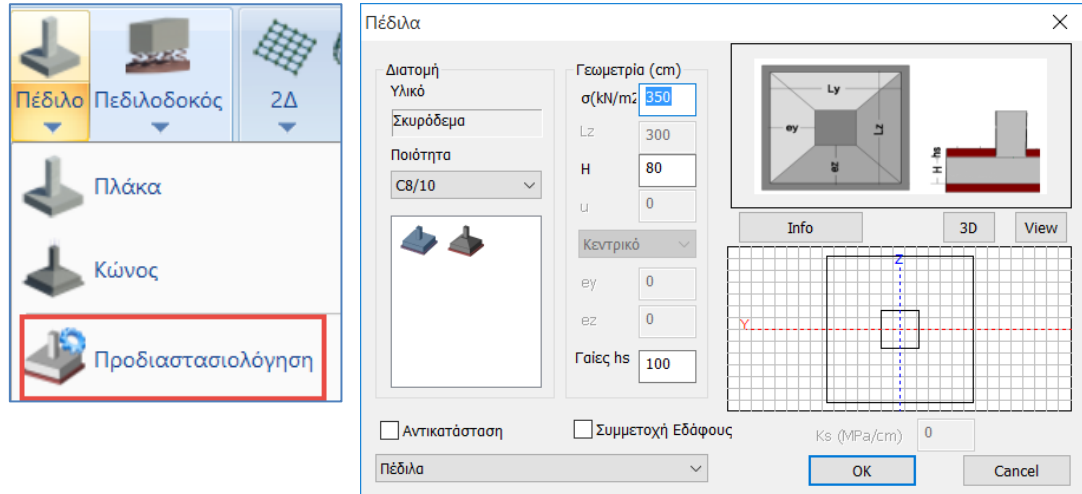 Πέδιλο Πεδιλοδοκός 2Δ
Πλάκα
Κώνος
Προδιαστασιολόγηση
Πέδιλα
Διατομή
Υλικό
Σκυρόδεμα
Ποιότητα
C8/10
Γεωμετρία (cm)
σ(kN/m2 350
Lz 300
H 80
u 0
Κεντρικό
ey 0
ez 0
Γαίες hs 100
Ly
ey Lz
ez
H hs
Info 3D View
Z
Y
Αντικατάσταση Συμμετοχή Εδάφους Ks (MPa/cm) 0
Πέδιλα OK Cancel